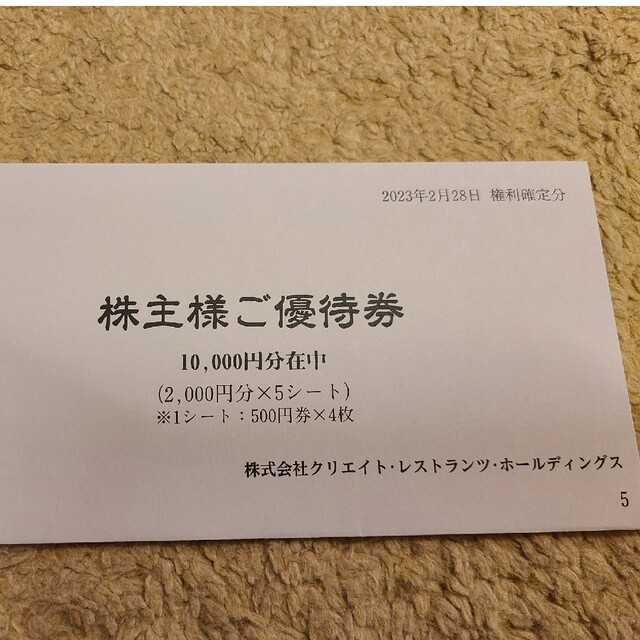 2023年2月28日 権利確定分
株主様ご優待券
10,000円分在中
(2,000円分×5シート)
※1シート：500円券×4枚
株式会社クリエイト・レストランツ・ホールディングス
5